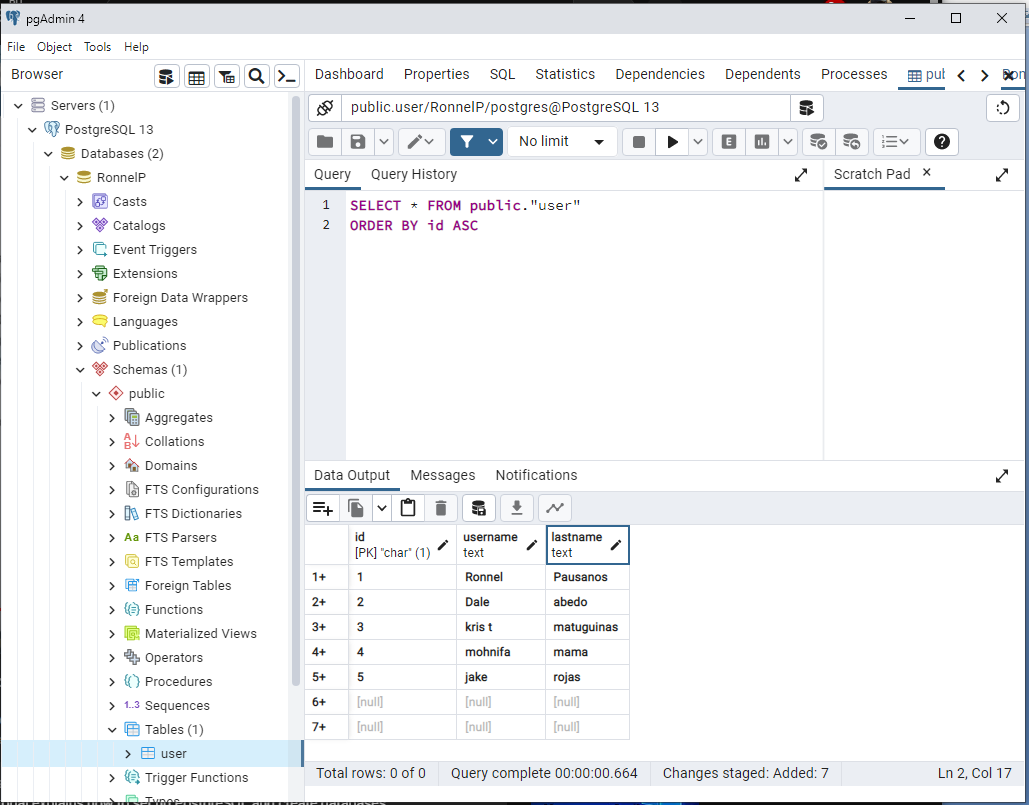 pgAdmin 4
File Object Tools Help
Browser
Dashboard Properties SQL Statistics Dependencies Dependents Processes pub
Servers (1)
PostgreSQL 13
Databases (2)
RonnelP
Casts
Catalogs
Event Triggers
Extensions
Foreign Data Wrappers
Languages
Publications
Schemas (1)
public
Aggregates
Collations
Domains
FTS Configurations
FTS Dictionaries
FTS Parsers
FTS Templates
Foreign Tables
Functions
Materialized Views
Operators
Procedures
1..3 Sequences
Tables (1)
user
Trigger Functions
Types
public.user/RonnelP/postgres@PostgreSQL 13
No limit
E
Query Query History
Scratch Pad
1 SELECT * FROM public."user"
2 ORDER BY id ASC
Data Output Messages Notifications
id username lastname
[PK] "char" (1) text text
1+ 1 Ronnel Pausanos
2+ 2 Dale abedo
3+ 3 kris t matuguinas
4+ 4 mohnifa mama
5+ 5 jake rojas
6+ [null] [null] [null]
7+ [null] [null] [null]
Total rows: 0 of 0 Query complete 00:00:00.664 Changes staged: Added: 7 Ln 2, Col 17